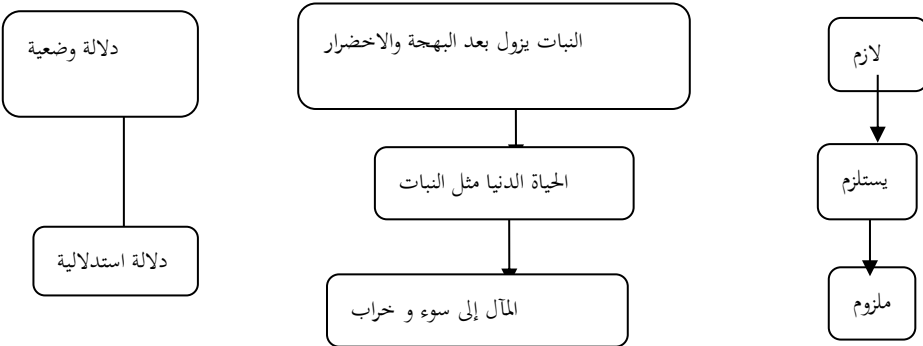 لازم
النبات يزول بعد البهجة والاخضرار
دلالة وضعية
يستلزم
الحياة الدنيا مثل النبات
ملزوم
المآل إلى سوء و خراب
دلالة استدلالية